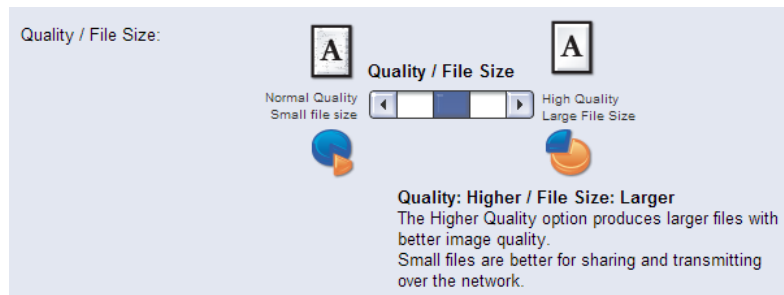 Quality / File Size:
A
A
Quality / File Size
Normal Quality
Small file size
High Quality
Large File Size
Quality: Higher / File Size: Larger
The Higher Quality option produces larger files with
better image quality.
Small files are better for sharing and transmitting
over the network.